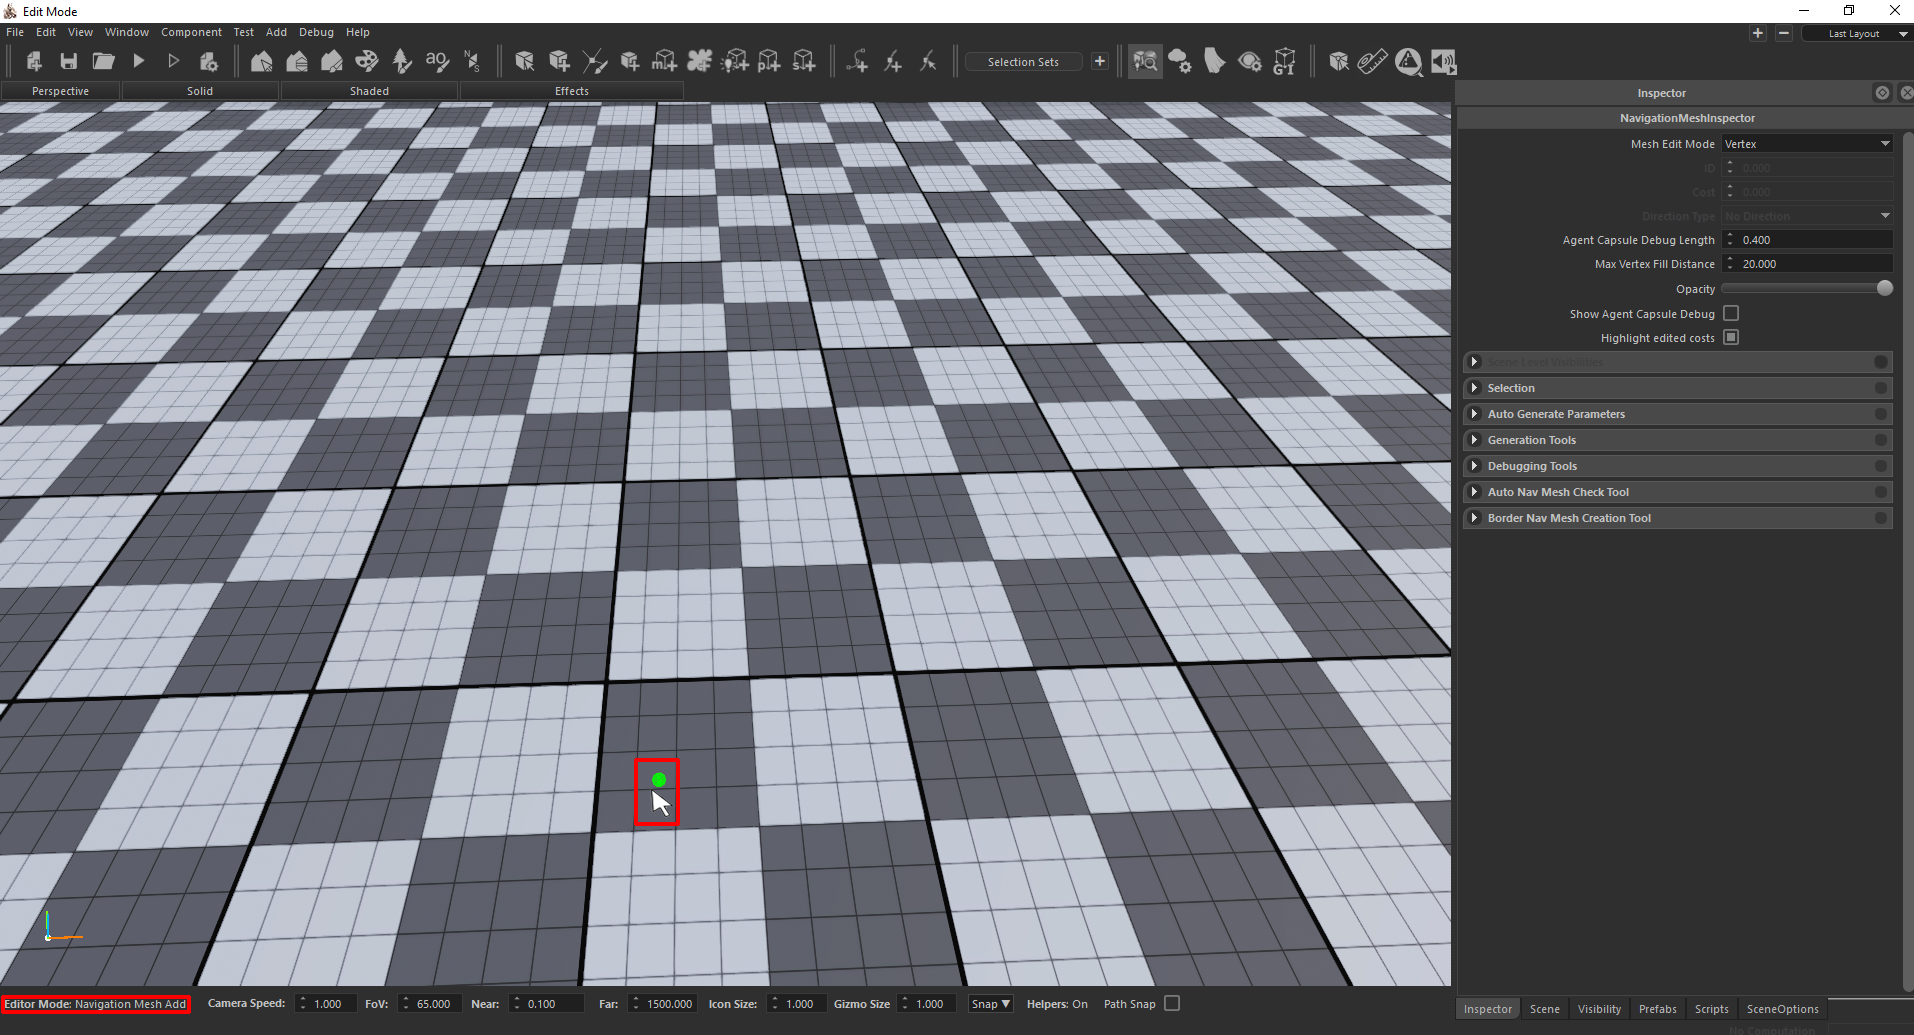 Edit Mode
File Edit View Window Component Test Add Debug Help
Last Layout
ao
N
S
m
p
s
Selection Sets
GI
Perspective Solid Shaded Effects
Inspector
NavigationMeshInspector
Mesh Edit Mode Vertex
ID 0.000
Cost 0.000
Direction Type No Direction
Agent Capsule Debug Length 0.400
Max Vertex Fill Distance 20.000
Opacity
Show Agent Capsule Debug
Highlight edited costs
Scene Level Visibilities
Selection
Auto Generate Parameters
Generation Tools
Debugging Tools
Auto Nav Mesh Check Tool
Border Nav Mesh Creation Tool
Editor Mode: Navigation Mesh Add Camera Speed: 1.000 FoV: 65.000 Near: 0.100 Far: 1500.000 Icon Size: 1.000 Gizmo Size 1.000 Snap Helpers: On Path Snap
Inspector Scene Visibility Prefabs Scripts SceneOptions
No Computation